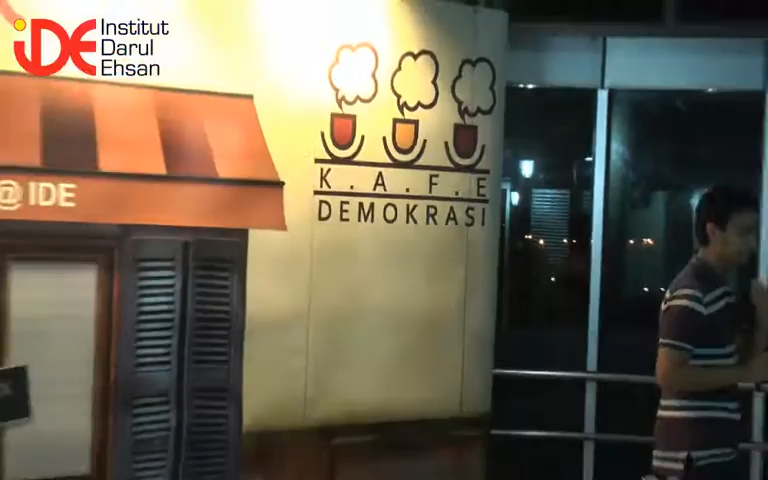 iDE Institut
Darul
Ehsan
K.A.F.E
DEMOKRASI
@ IDE